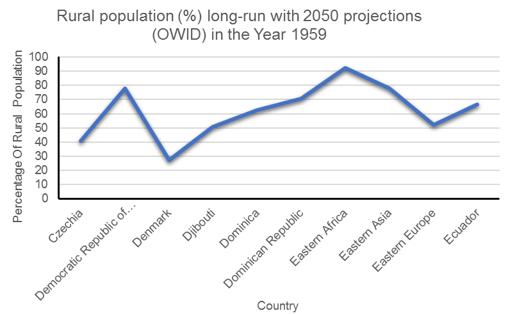 Rural population (%) long-run with 2050 projections
(OWID) in the Year 1959
Percentage Of Rural Population
100
90
80
70
60
50
40
30
20
10
0
Czechia
Democratic Republic of…
Denmark
Djibouti
Dominica
Dominican Republic
Eastern Africa
Eastern Asia
Eastern Europe
Ecuador
Country